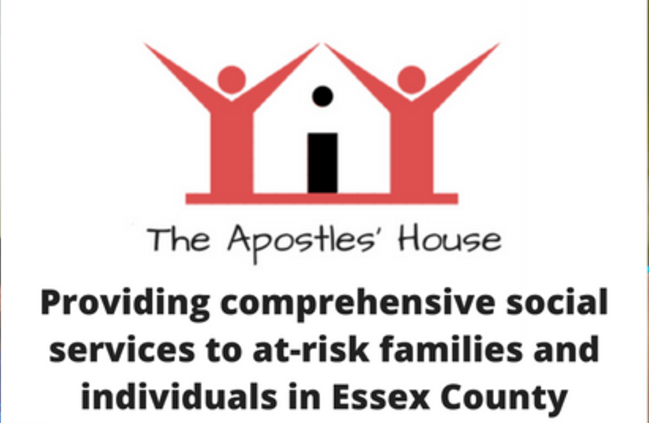 The Apostles' House
Providing comprehensive social
services to at-risk families and
individuals in Essex County